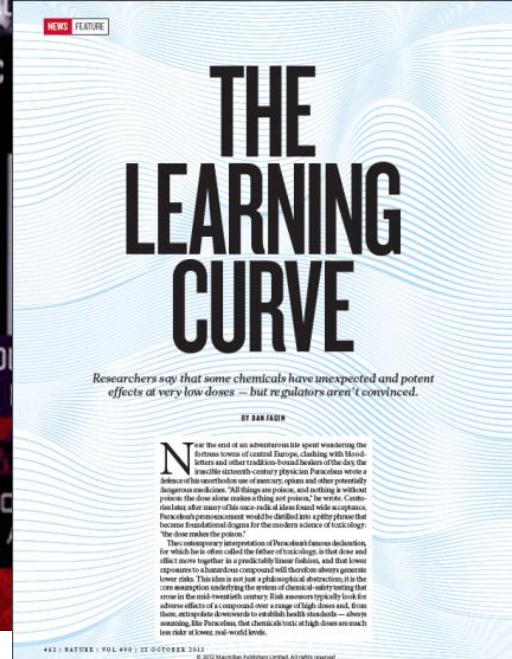 NEWS FEATURE
THE
LEARNING
CURVE
Researchers say that some chemicals have unexpected and potent
effects at very low doses — but regulators aren't convinced.
BY DAN FAGIN
Near the end of an adventurous life spent wandering the
fortress towns of central Europe, clashing with blood-
letters and other tradition-bound healers of the day, the
irascible sixteenth-century physician Paracelsus wrote a
defence of his unorthodox use of mercury, opium and other potentially
dangerous medicines. "All things are poison, and nothing is without
poison: the dose alone makes a thing not poison," he wrote. Centu-
ries later, after many of his once-radical ideas found wide acceptance,
Paracelsus's pronouncement would be distilled into a pithy phrase that
became foundational dogma for the modern science of toxicology:
"the dose makes the poison."
The contemporary interpretation of Paracelsus's famous declaration,
for which he is often called the father of toxicology, is that dose and
effect move together in a predictably linear fashion, and that lower
exposures to a hazardous compound will therefore always generate
lower risks. This idea is not just a philosophical abstraction; it is the
core assumption underlying the system of chemical-safety testing that
arose in the mid-twentieth century. Risk assessors typically look for
adverse effects of a compound over a range of high doses and, from
there, extrapolate downwards to establish health standards — always
assuming, like Paracelsus, that chemicals toxic at high doses are much
less risky at lower, real-world levels.
462 | NATURE | VOL 490 | 25 OCTOBER 2012
© 2012 Macmillan Publishers Limited. All rights reserved